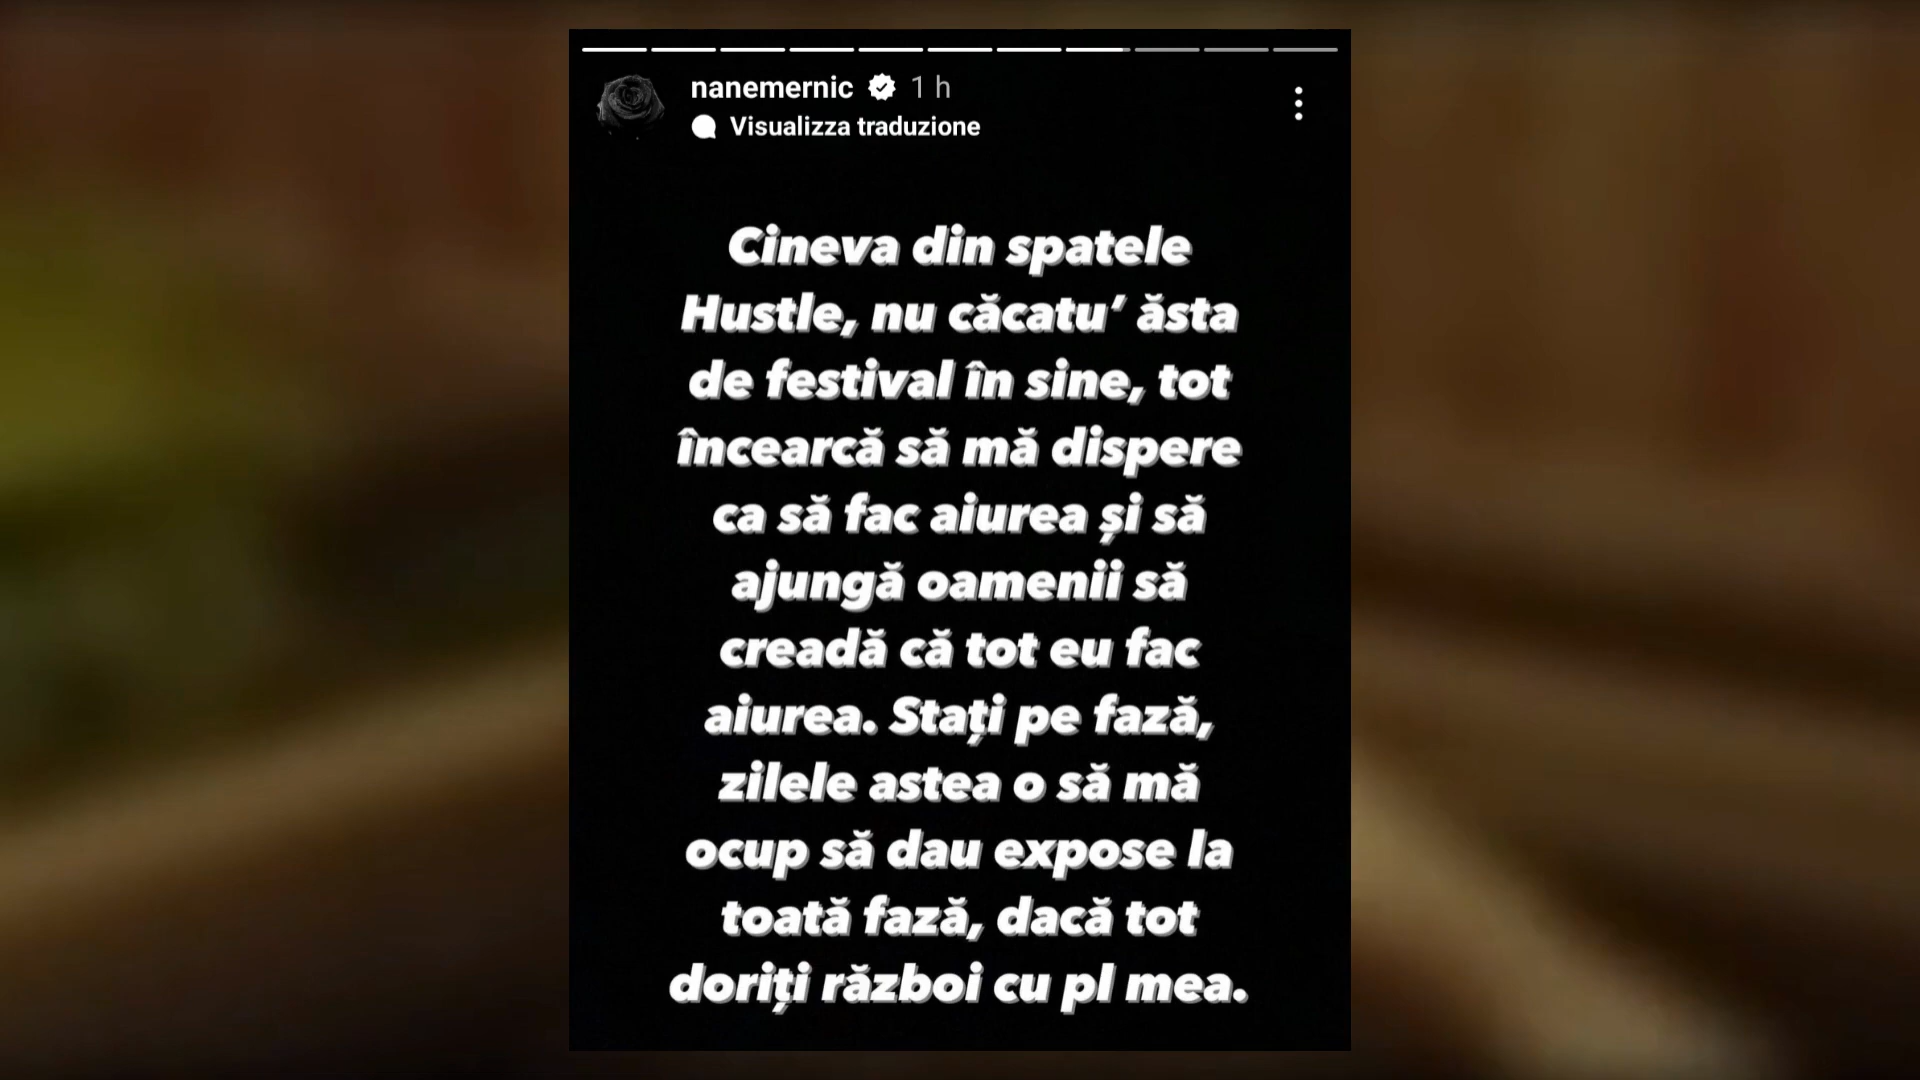 nanemernic 1 h
Visualizza traduzione
Cineva din spatele
Hustle, nu căcatu’ ăsta
de festival în sine, tot
încearcă să mă dispere
ca să fac aiurea și să
ajungă oamenii să
creadă că tot eu fac
aiurea. Stați pe fază,
zilele astea o să mă
ocup să dau expose la
toată fază, dacă tot
doriți război cu pl mea.